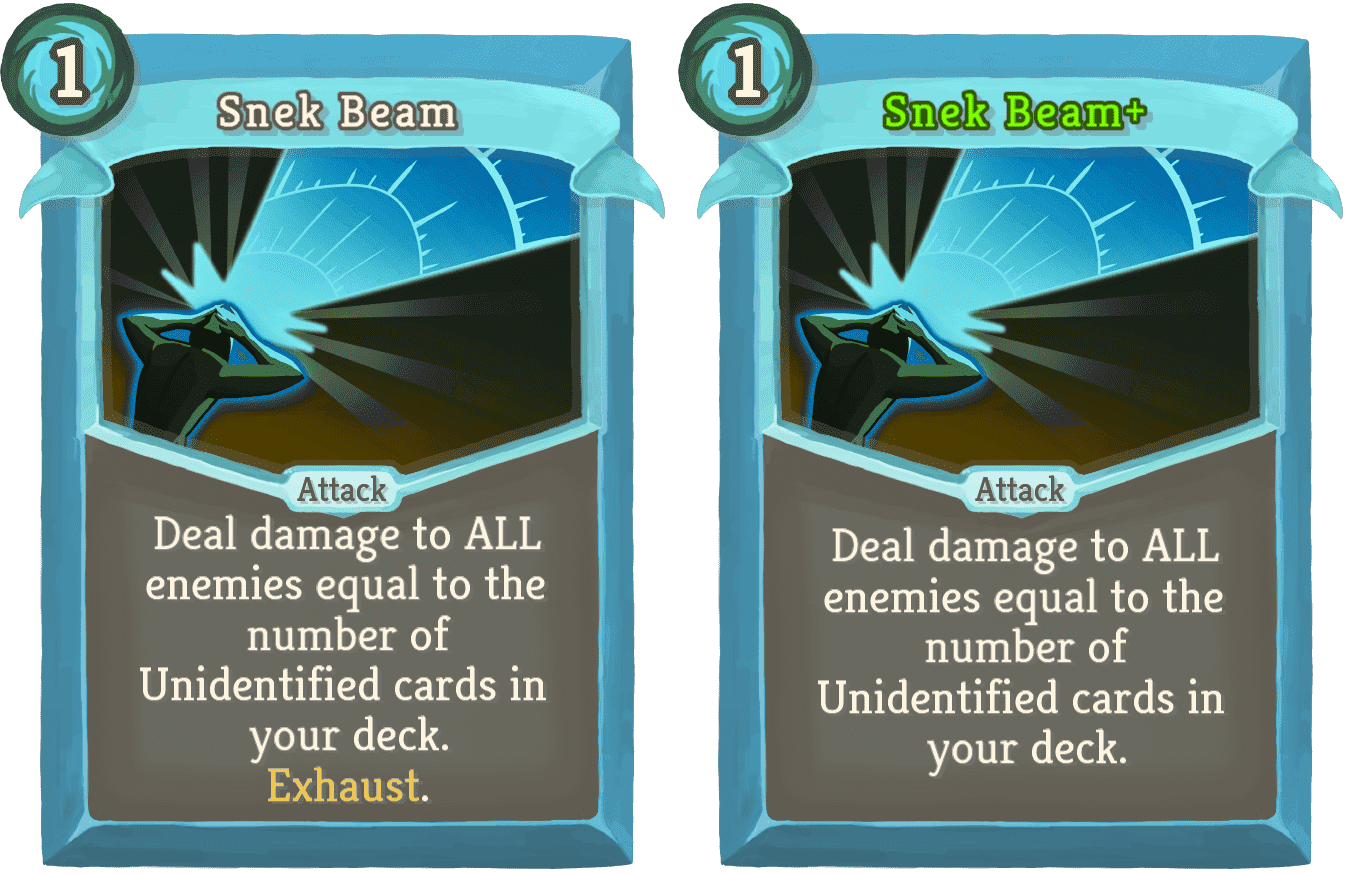 1
Snek Beam
Attack
Deal damage to ALL
enemies equal to the
number of
Unidentified cards in
your deck.
Exhaust.
1
Snek Beam+
Attack
Deal damage to ALL
enemies equal to the
number of
Unidentified cards in
your deck.